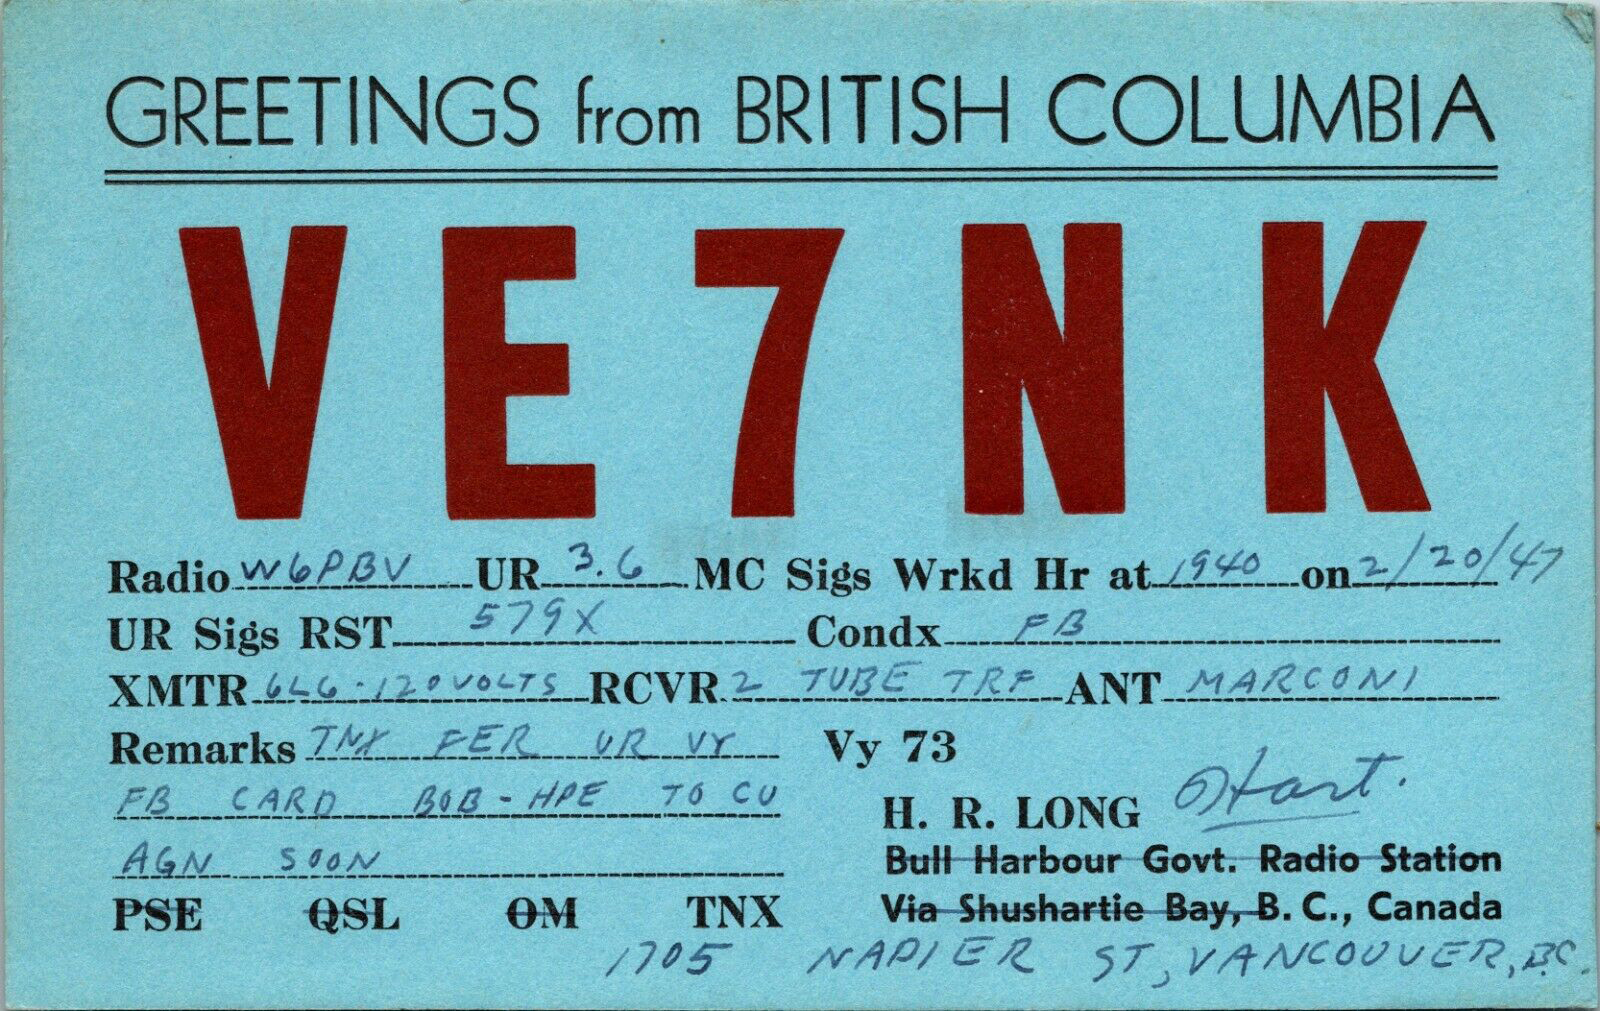 GREETINGS from BRITISH COLUMBIA
VE7NK
Radio W6PBV UR 3.6 MC Sigs Wrkd Hr at 1940 on 2/20/47
UR Sigs RST 579X Condx FB
XMTR 6L6-120VOLTS RCVR 2 TUBE TRF ANT MARCONI
Remarks TNX FER UR VY Vy 73
FB CARD BOB - HPE TO CU
H. R. LONG Hart.
AGN SOON
Bull Harbour Govt. Radio Station
PSE QSL OM TNX Via Shushartie Bay, B. C., Canada
1705 NAPIER ST, VANCOUVER, B.C.